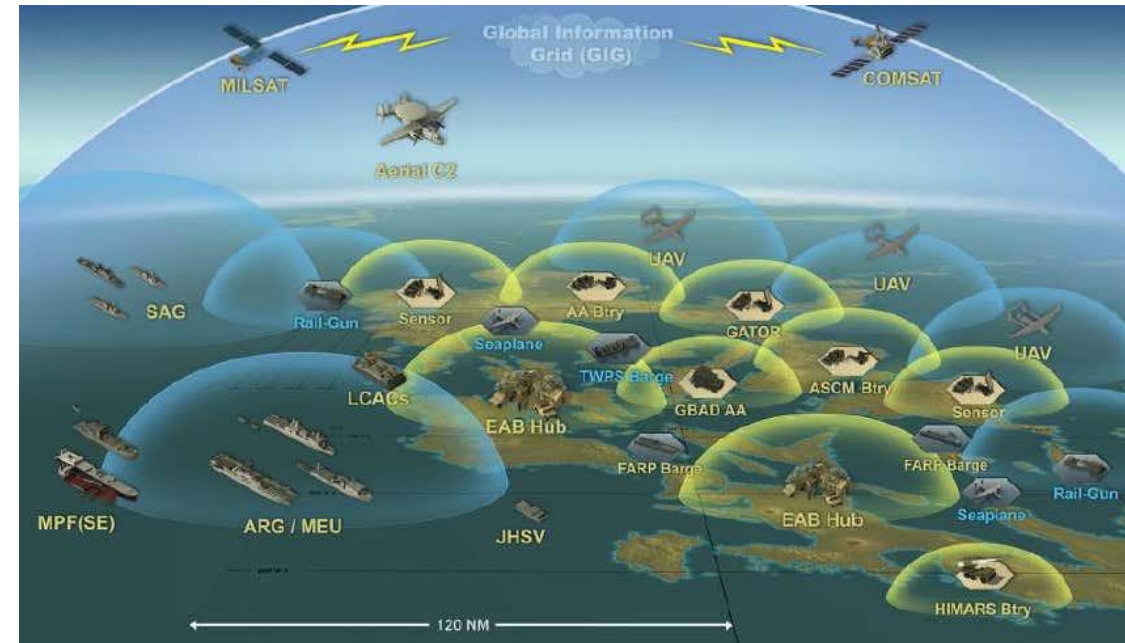 Global Information
Grid (GIG)
MILSAT
COMSAT
Aerial C2
UAV
UAV
SAG
Rail-Gun
Sensor
AA Btry
GATOR
UAV
Seaplane
TWPS Barge
LCACs
GBAD AA
ASCM Btry
Sensor
EAB Hub
FARP Barge
FARP Barge
Rail-Gun
MPF(SE)
ARG / MEU
JHSV
EAB Hub
Seaplane
HIMARS Btry
120 NM